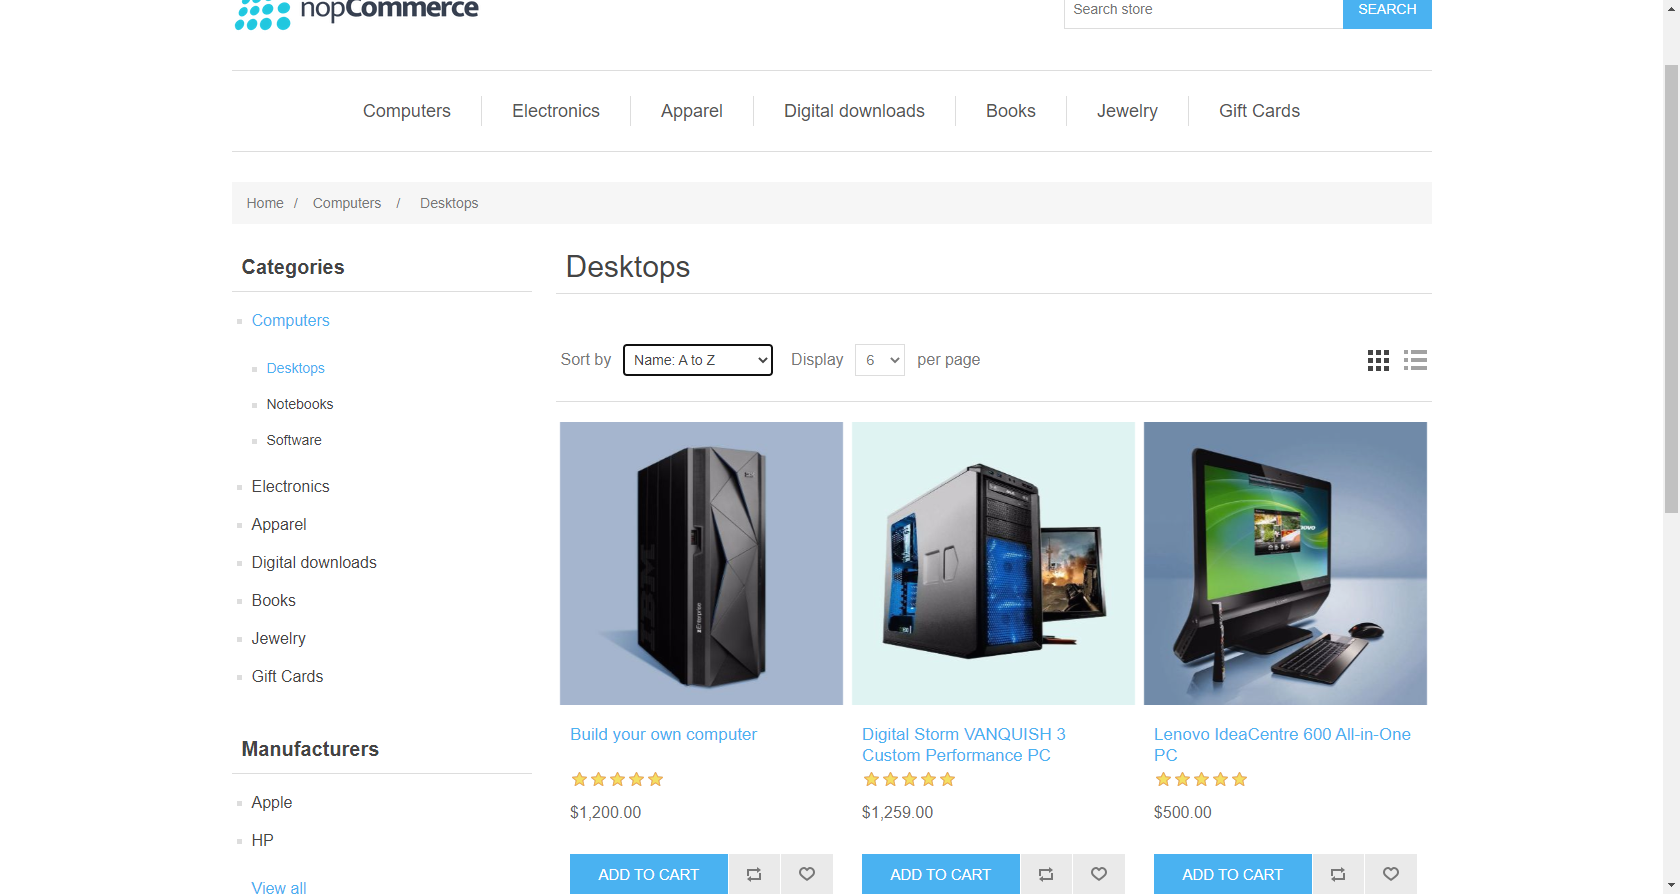 nopCommerce
Search store
SEARCH
Computers
Electronics
Apparel
Digital downloads
Books
Jewelry
Gift Cards
Home / Computers / Desktops
Categories
Computers
Desktops
Notebooks
Software
Electronics
Apparel
Digital downloads
Books
Jewelry
Gift Cards
Manufacturers
Apple
HP
View all
Desktops
Sort by Name: A to Z Display 6 per page
IBM
zEnterprise
Build your own computer
$1,200.00
ADD TO CART
Digital Storm VANQUISH 3
Custom Performance PC
$1,259.00
ADD TO CART
lenovo
Lenovo IdeaCentre 600 All-in-One
PC
$500.00
ADD TO CART